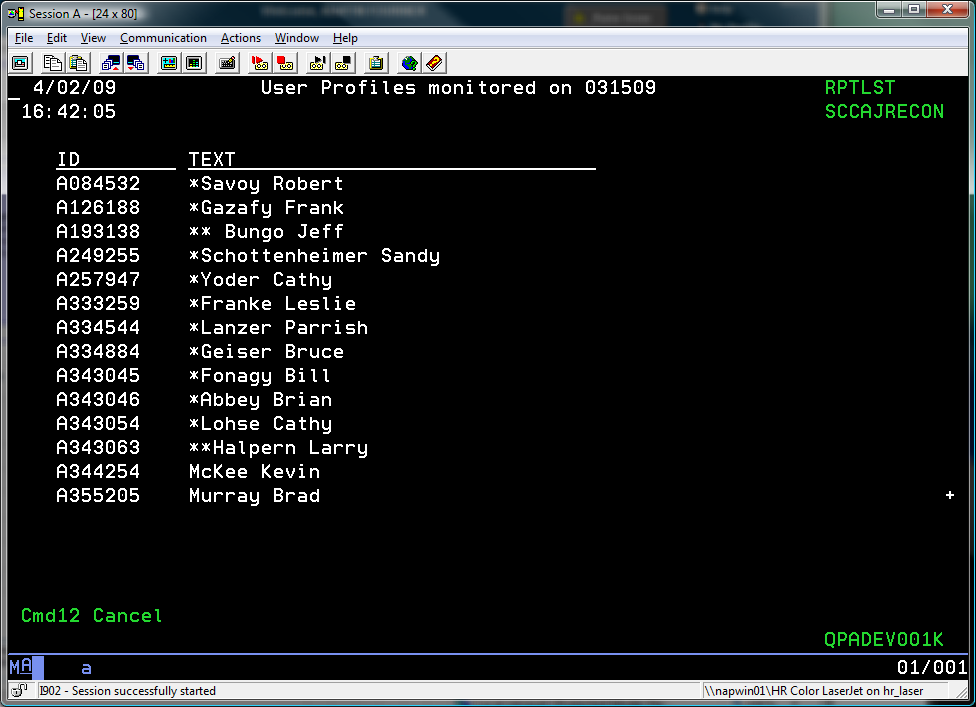 Session A - [24 x 80]
File Edit View Communication Actions Window Help
4/02/09 User Profiles monitored on 031509 RPTLST
16:42:05 SCCAJRECON
ID TEXT
A084532 *Savoy Robert
A126188 *Gazafy Frank
A193138 ** Bungo Jeff
A249255 *Schottenheimer Sandy
A257947 *Yoder Cathy
A333259 *Franke Leslie
A334544 *Lanzer Parrish
A334884 *Geiser Bruce
A343045 *Fonagy Bill
A343046 *Abbey Brian
A343054 *Lohse Cathy
A343063 **Halpern Larry
A344254 McKee Kevin
A355205 Murray Brad +
Cmd12 Cancel
QPADEV001K
MA a 01/001
I902 - Session successfully started \\napwin01\HR Color LaserJet on hr_laser